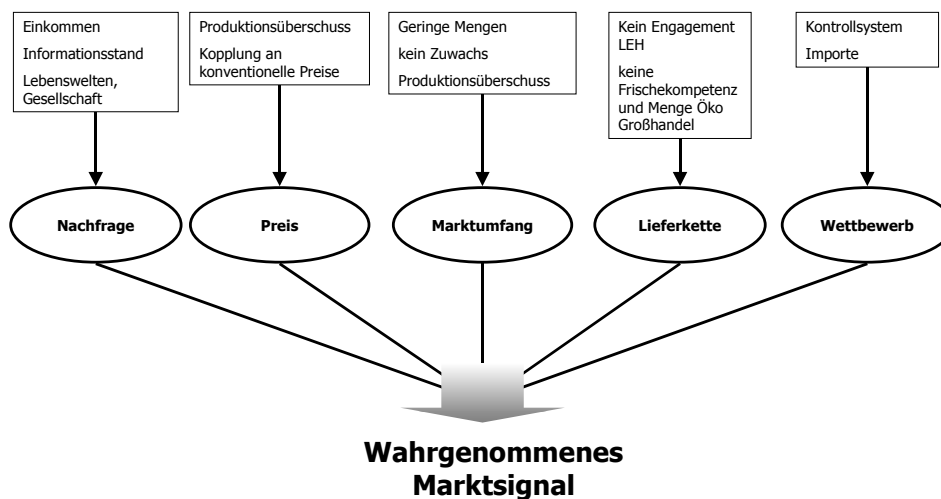 Einkommen
Informationsstand
Lebenswelten,
Gesellschaft
Produktionsüberschuss
Kopplung an
konventionelle Preise
Geringe Mengen
kein Zuwachs
Produktionsüberschuss
Kein Engagement
LEH
keine
Frischekompetenz
und Menge Öko
Großhandel
Kontrollsystem
Importe
Nachfrage
Preis
Marktumfang
Lieferkette
Wettbewerb
Wahrgenommenes
Marktsignal